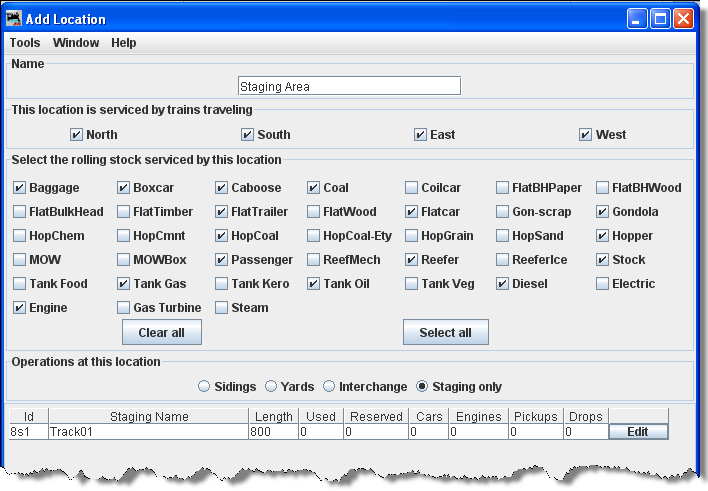 Add Location
Tools Window Help
Name
Staging Area
This location is serviced by trains traveling
North South East West
Select the rolling stock serviced by this location
Baggage Boxcar Caboose Coal Coilcar FlatBHPaper FlatBHWood
FlatBulkHead FlatTimber FlatTrailer FlatWood Flatcar Gon-scrap Gondola
HopChem HopCmnt HopCoal HopCoal-Ety HopGrain HopSand Hopper
MOW MOWBox Passenger ReefMech Reefer ReeferIce Stock
Tank Food Tank Gas Tank Kero Tank Oil Tank Veg Diesel Electric
Engine Gas Turbine Steam
Clear all Select all
Operations at this location
Sidings Yards Interchange Staging only
Id Staging Name Length Used Reserved Cars Engines Pickups Drops
8s1 Track01 800 0 0 0 0 0 0 Edit